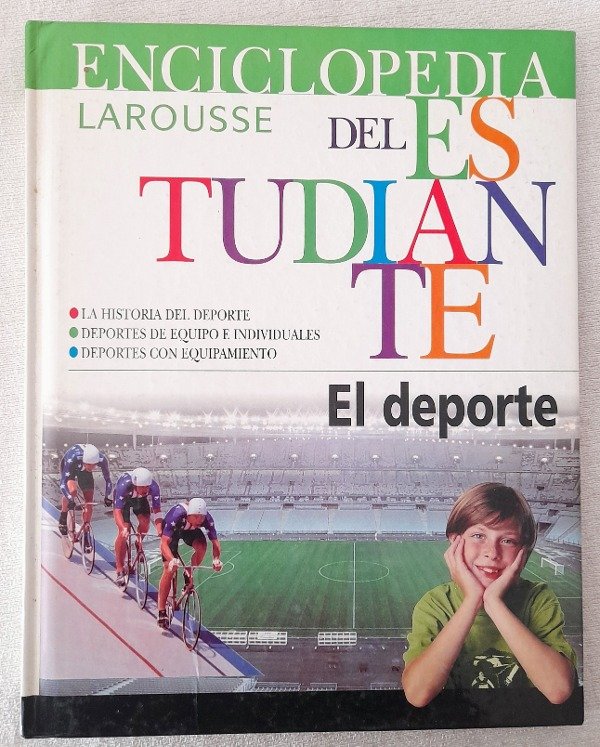 ENCICLOPEDIA
LAROUSSE
DEL ES
TUDIAN
TE
● LA HISTORIA DEL DEPORTE
● DEPORTES DE EQUIPO E INDIVIDUALES
● DEPORTES CON EQUIPAMIENTO
El deporte